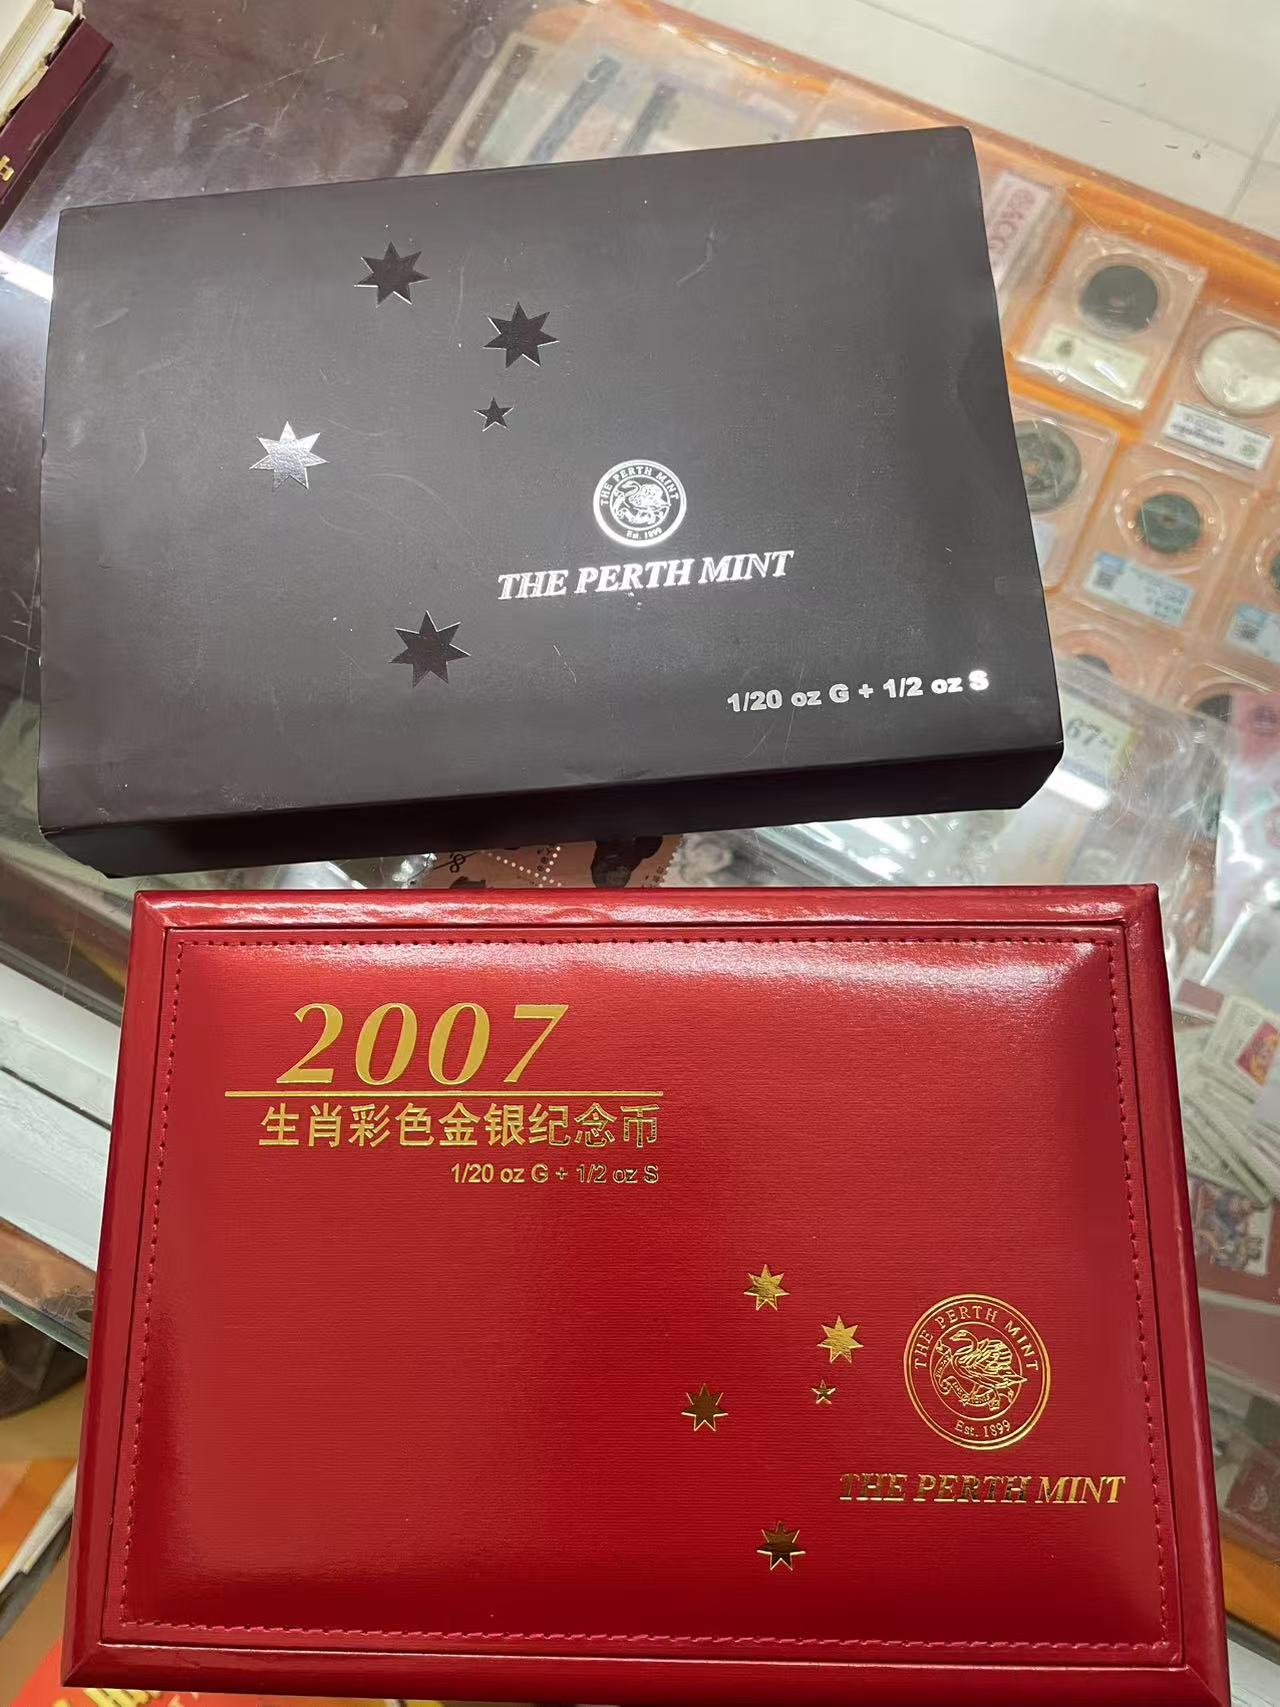 THE PERTH MINT
Est. 1899
THE PERTH MINT
1/20 oz G + 1/2 oz S
67
2007
生肖彩色金银纪念币
1/20 oz G + 1/2 oz S
THE PERTH MINT
Est. 1899
THE PERTH MINT